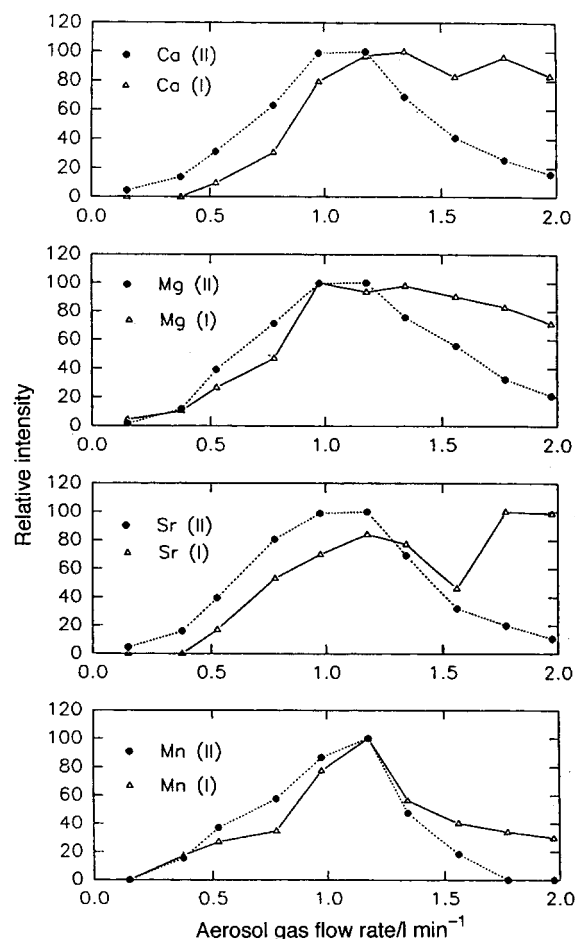 120
100
80
60
40
20
0
Ca (II)
Ca (I)
0.0 0.5 1.0 1.5 2.0
120
100
80
60
40
20
0
Mg (II)
Mg (I)
0.0 0.5 1.0 1.5 2.0
Relative intensity
120
100
80
60
40
20
0
Sr (II)
Sr (I)
0.0 0.5 1.0 1.5 2.0
120
100
80
60
40
20
0
Mn (II)
Mn (I)
0.0 0.5 1.0 1.5 2.0
Aerosol gas flow rate/l min⁻¹